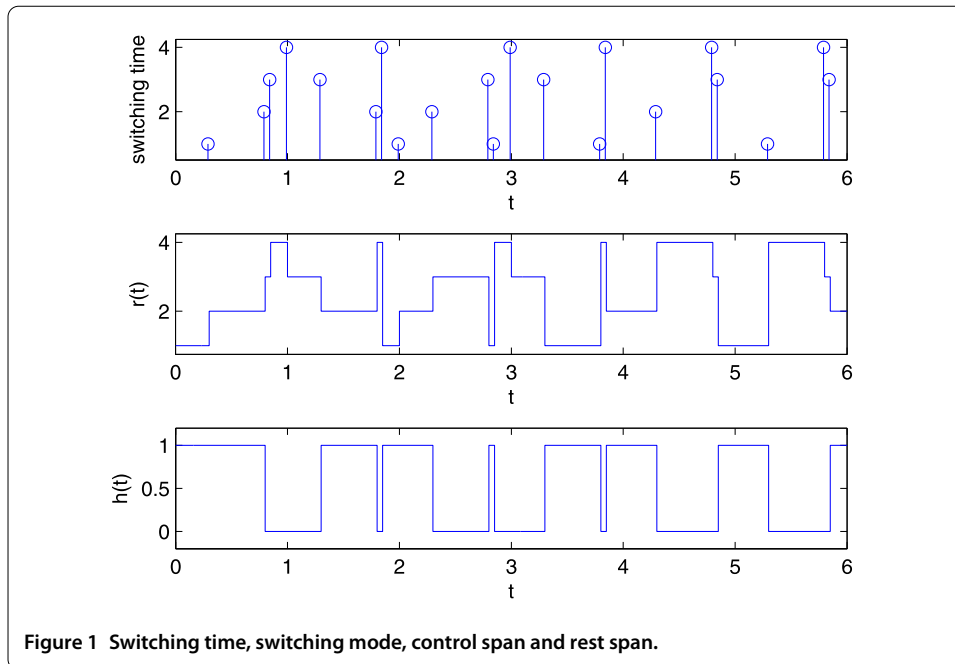 switching time
4
2
0 1 2 3 4 5 6
t
r(t)
4
2
0 1 2 3 4 5 6
t
h(t)
1
0.5
0
0 1 2 3 4 5 6
t
Figure 1 Switching time, switching mode, control span and rest span.